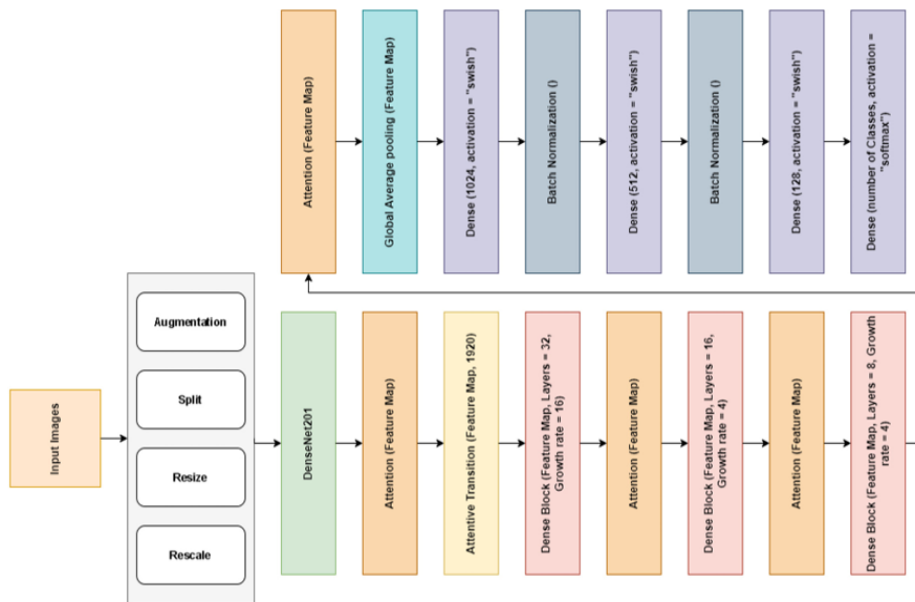 Input Images
Augmentation
Split
Resize
Rescale
DenseNet201
Attention (Feature Map)
Attentive Transition (Feature Map, 1920)
Dense Block (Feature Map, Layers = 32,
Growth rate = 16)
Attention (Feature Map)
Dense Block (Feature Map, Layers = 16,
Growth rate = 4)
Attention (Feature Map)
Dense Block (Feature Map, Layers = 8, Growth
rate = 4)
Attention (Feature Map)
Global Average pooling (Feature Map)
Dense (1024, activation = "swish")
Batch Normalization ()
Dense (512, activation = "swish")
Batch Normalization ()
Dense (128, activation = "swish")
Dense (number of Classes, activation =
"softmax")